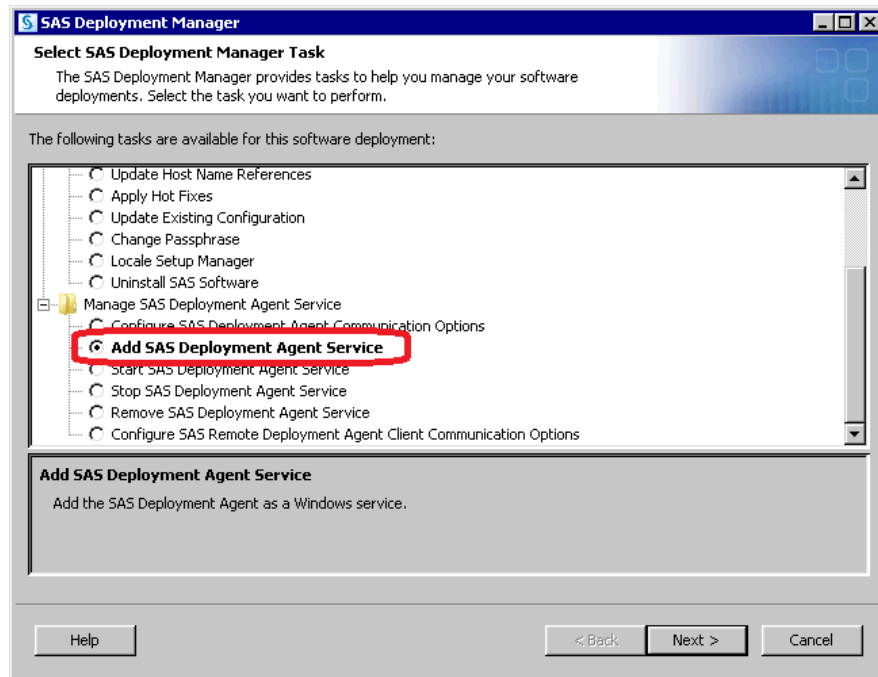 SAS Deployment Manager
Select SAS Deployment Manager Task
The SAS Deployment Manager provides tasks to help you manage your software
deployments. Select the task you want to perform.
The following tasks are available for this software deployment:
Update Host Name References
Apply Hot Fixes
Update Existing Configuration
Change Passphrase
Locale Setup Manager
Uninstall SAS Software
Manage SAS Deployment Agent Service
Configure SAS Deployment Agent Communication Options
Add SAS Deployment Agent Service
Start SAS Deployment Agent Service
Stop SAS Deployment Agent Service
Remove SAS Deployment Agent Service
Configure SAS Remote Deployment Agent Client Communication Options
Add SAS Deployment Agent Service
Add the SAS Deployment Agent as a Windows service.
Help
< Back
Next >
Cancel